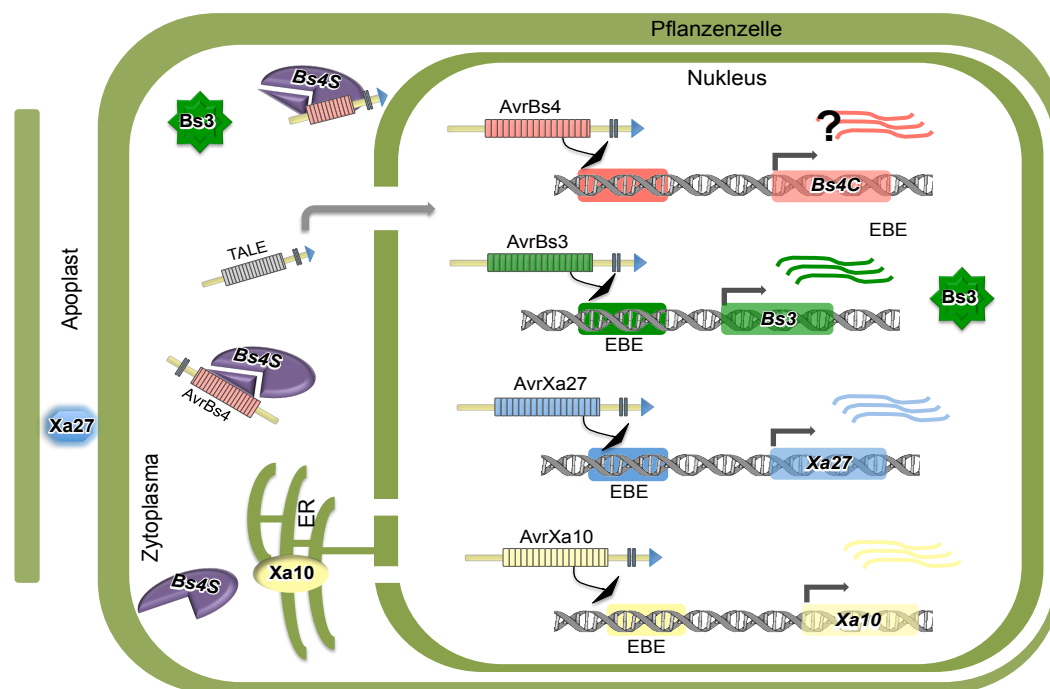 Pflanzenzelle
Nukleus
Bs4S
Bs3
AvrBs4
?
Bs4C
EBE
TALE
AvrBs3
Bs3
Bs3
EBE
Apoplast
Bs4S
AvrBs4
AvrXa27
Xa27
Xa27
EBE
Zytoplasma
ER
AvrXa10
Xa10
Bs4S
Xa10
EBE